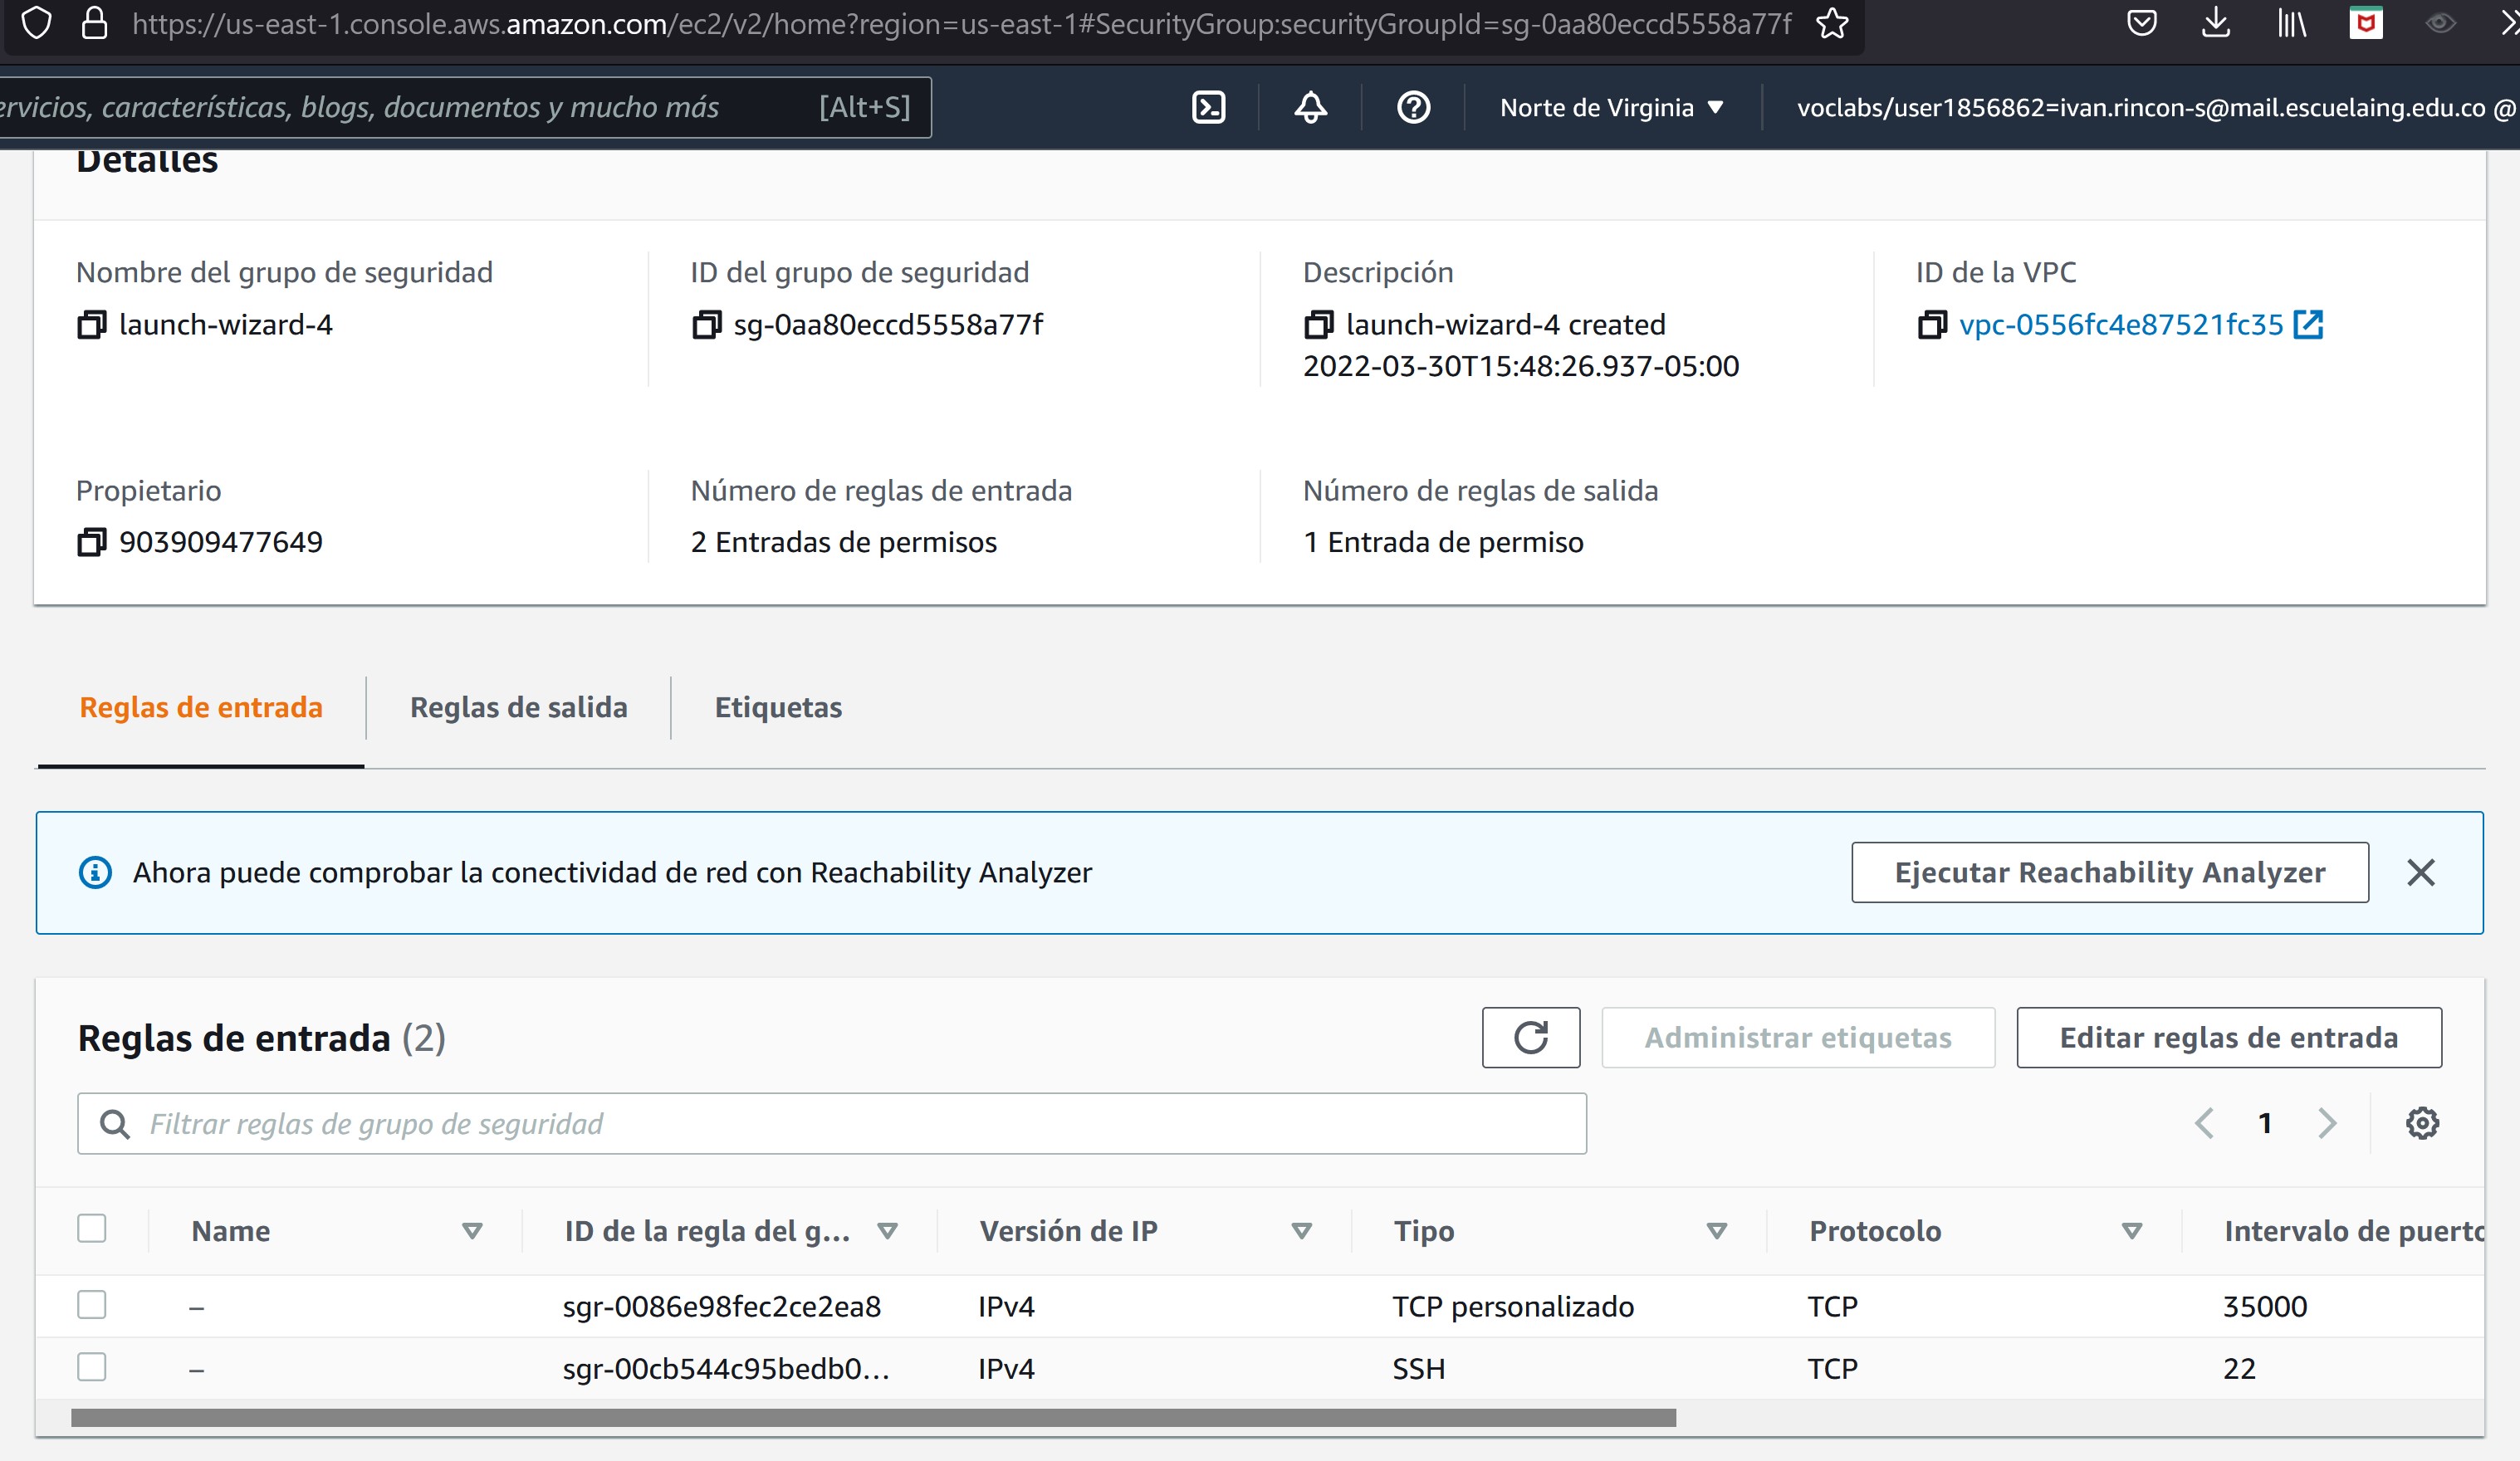 https://us-east-1.console.aws.amazon.com/ec2/v2/home?region=us-east-1#SecurityGroup:securityGroupId=sg-0aa80eccd5558a77f
ervicios, características, blogs, documentos y mucho más [Alt+S] Norte de Virginia voclabs/user1856862=ivan.rincon-s@mail.escuelaing.edu.co @
Detalles
Nombre del grupo de seguridad ID del grupo de seguridad Descripción ID de la VPC
launch-wizard-4 sg-0aa80eccd5558a77f launch-wizard-4 created vpc-0556fc4e87521fc35
2022-03-30T15:48:26.937-05:00
Propietario Número de reglas de entrada Número de reglas de salida
903909477649 2 Entradas de permisos 1 Entrada de permiso
Reglas de entrada Reglas de salida Etiquetas
Ahora puede comprobar la conectividad de red con Reachability Analyzer Ejecutar Reachability Analyzer
Reglas de entrada (2) Administrar etiquetas Editar reglas de entrada
Filtrar reglas de grupo de seguridad 1
Name ID de la regla del g... Versión de IP Tipo Protocolo Intervalo de puerto
– sgr-0086e98fec2ce2ea8 IPv4 TCP personalizado TCP 35000
– sgr-00cb544c95bedb0... IPv4 SSH TCP 22